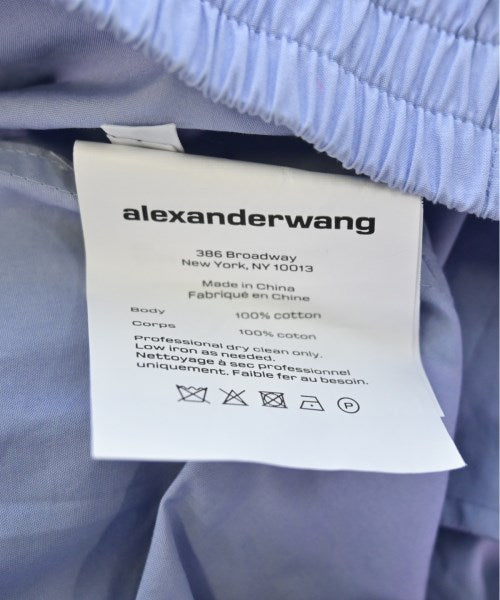 alexanderwang
386 Broadway
New York, NY 10013
Made in China
Fabriqué en Chine
Body 100% cotton
Corps 100% coton
Professional dry clean only.
Low iron as needed.
Nettoyage à sec professionnel
uniquement. Faible fer au besoin.
P